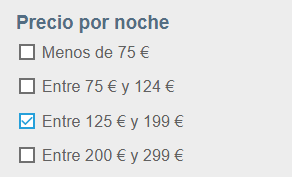 Precio por noche
Menos de 75 €
Entre 75 € y 124 €
Entre 125 € y 199 €
Entre 200 € y 299 €